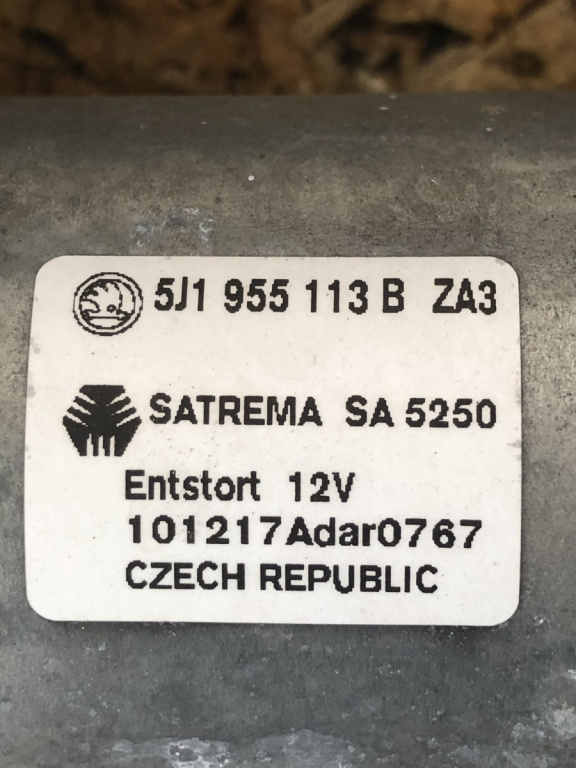 5J1 955 113 B ZA3
SATREMA SA 5250
Entstort 12V
101217Adar0767
CZECH REPUBLIC